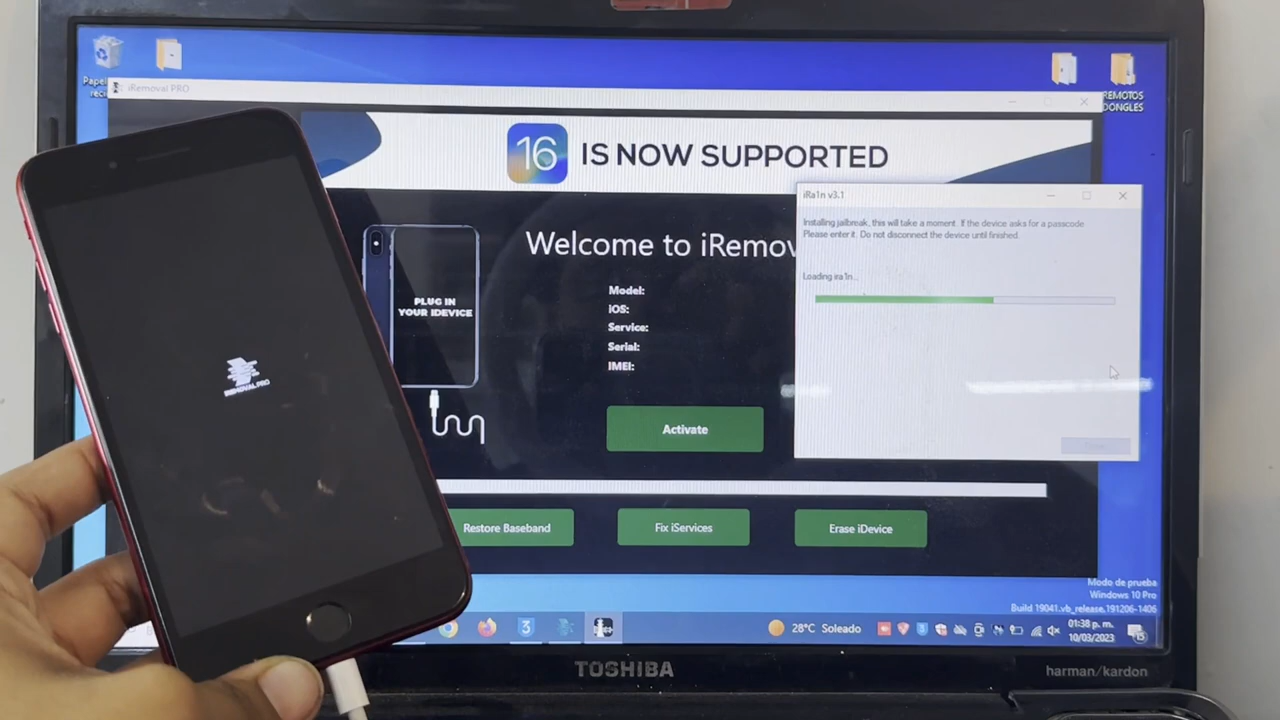 iRemoval PRO
16 IS NOW SUPPORTED
REMOTOS
DONGLES
Welcome to iRemov
PLUG IN
YOUR IDEVICE
Model:
iOS:
Service:
Serial:
IMEI:
Activate
iRa1n v3.1
Installing jailbreak, this will take a moment. If the device asks for a passcode
Please enter it. Do not disconnect the device until finished.
Loading ira1n...
Restore Baseband
Fix iServices
Erase iDevice
Modo de prueba
Windows 10 Pro
Build 19041.vb_release.191206-1406
3
28°C Soleado
01:38 p. m.
10/03/2023
TOSHIBA
harman/kardon
IREMOVAL PRO